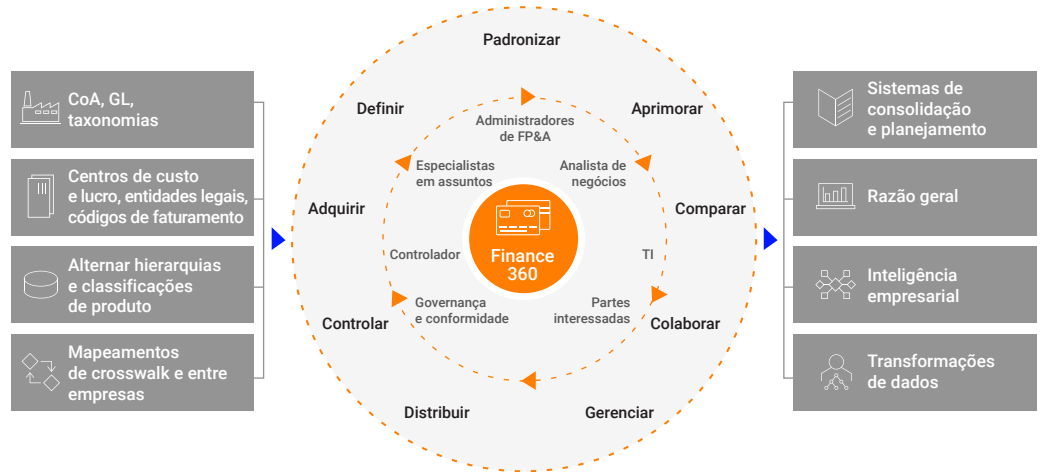 CoA, GL,
taxonomias
Centros de custo
e lucro, entidades legais,
códigos de faturamento
Alternar hierarquias
e classificações
de produto
Mapeamentos
de crosswalk e entre
empresas
Padronizar
Definir
Aprimorar
Adquirir
Comparar
Controlar
Colaborar
Distribuir
Gerenciar
Administradores
de FP&A
Especialistas
em assuntos
Analista de
negócios
Controlador
TI
Governança
e conformidade
Partes
interessadas
Finance
360
Sistemas de
consolidação
e planejamento
Razão geral
Inteligência
empresarial
Transformações
de dados